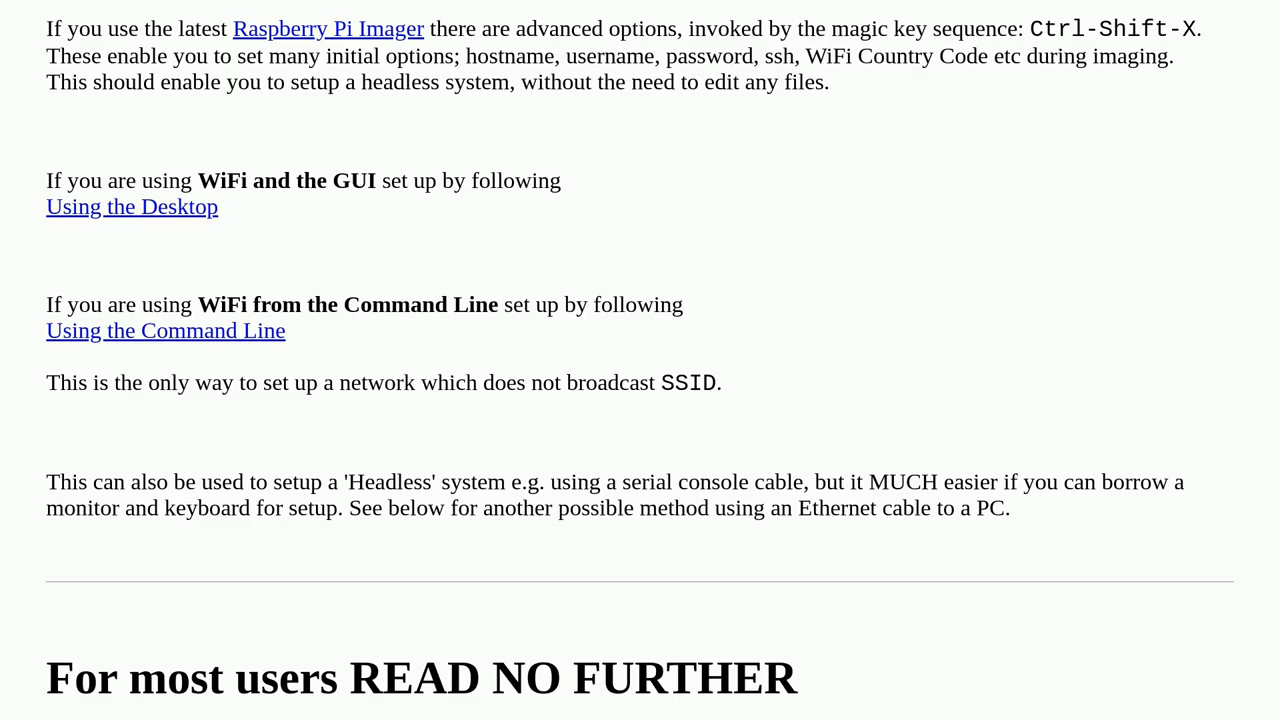 If you use the latest Raspberry Pi Imager there are advanced options, invoked by the magic key sequence: Ctrl-Shift-X.
These enable you to set many initial options; hostname, username, password, ssh, WiFi Country Code etc during imaging.
This should enable you to setup a headless system, without the need to edit any files.
If you are using WiFi and the GUI set up by following
Using the Desktop
If you are using WiFi from the Command Line set up by following
Using the Command Line
This is the only way to set up a network which does not broadcast SSID.
This can also be used to setup a 'Headless' system e.g. using a serial console cable, but it MUCH easier if you can borrow a
monitor and keyboard for setup. See below for another possible method using an Ethernet cable to a PC.
For most users READ NO FURTHER